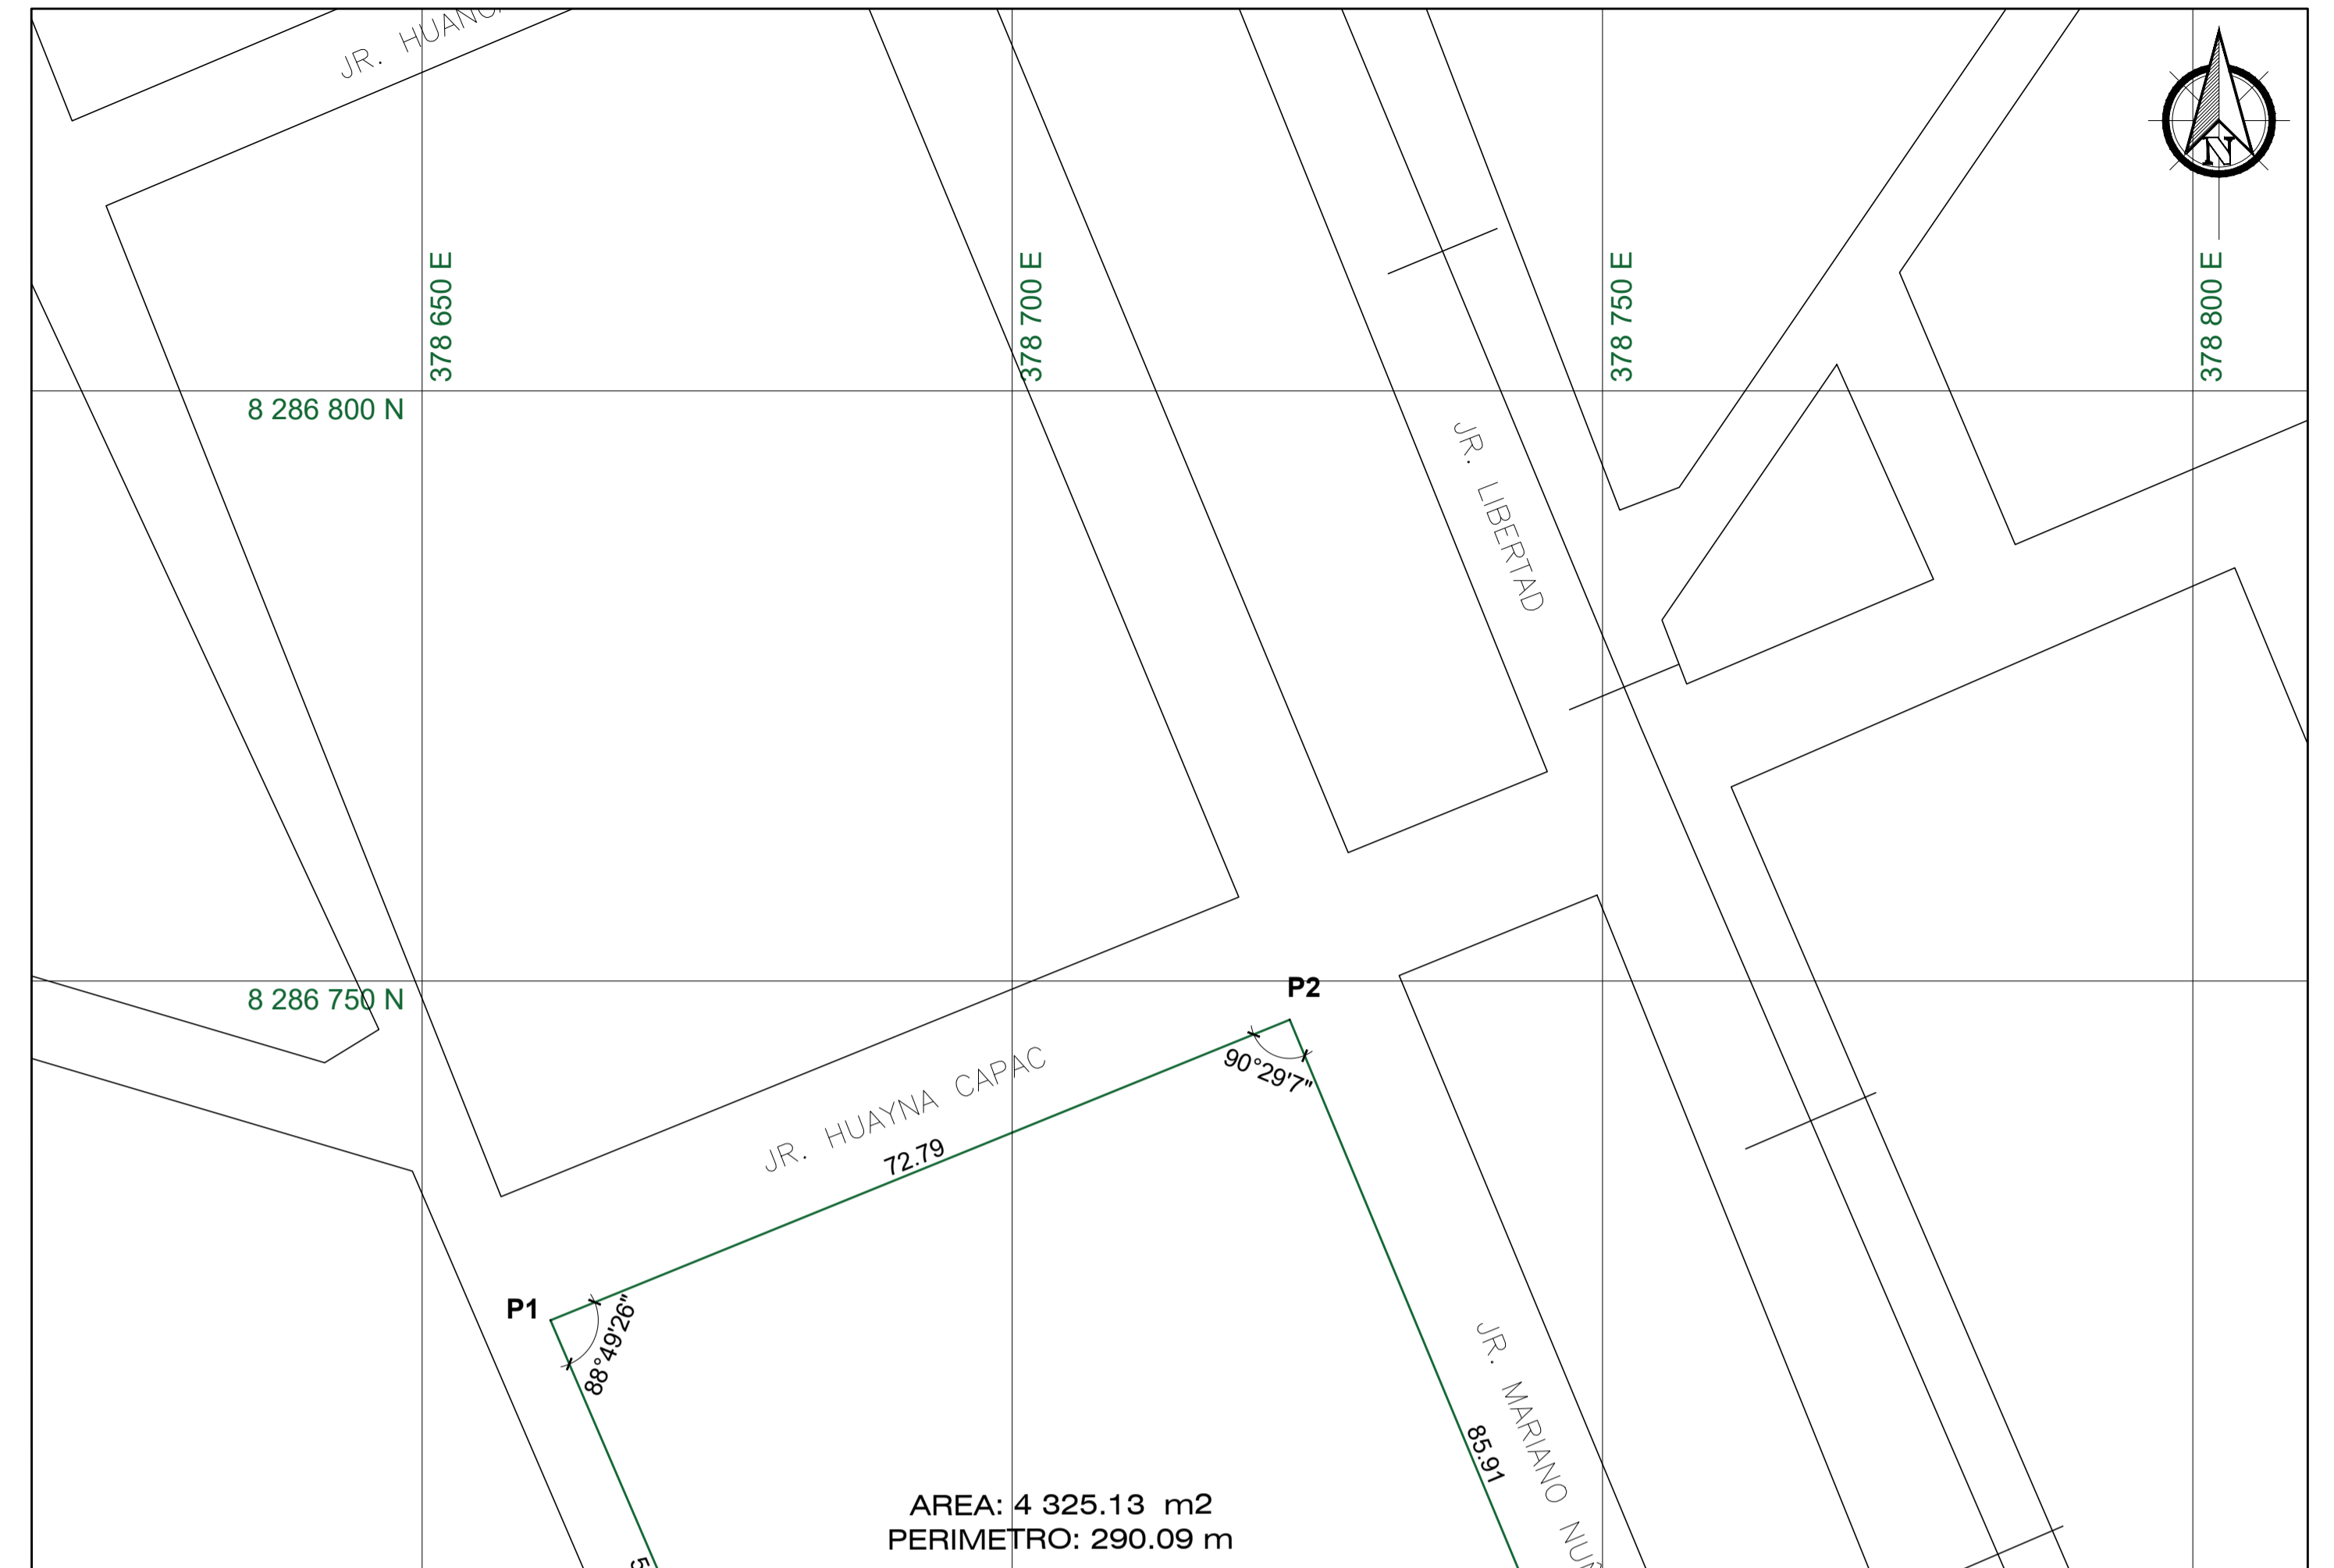 JR.
N
378 650 E
378 700 E
378 750 E
378 800 E
8 286 800 N
JR. LIBERTAD
8 286 750 N
P2
90°29'7"
JR. HUAYNA CAPAC
72.79
P1
88°49'26"
JR. MARIANO
85.91
AREA: 4 325.13 m2
PERIMETRO: 290.09 m